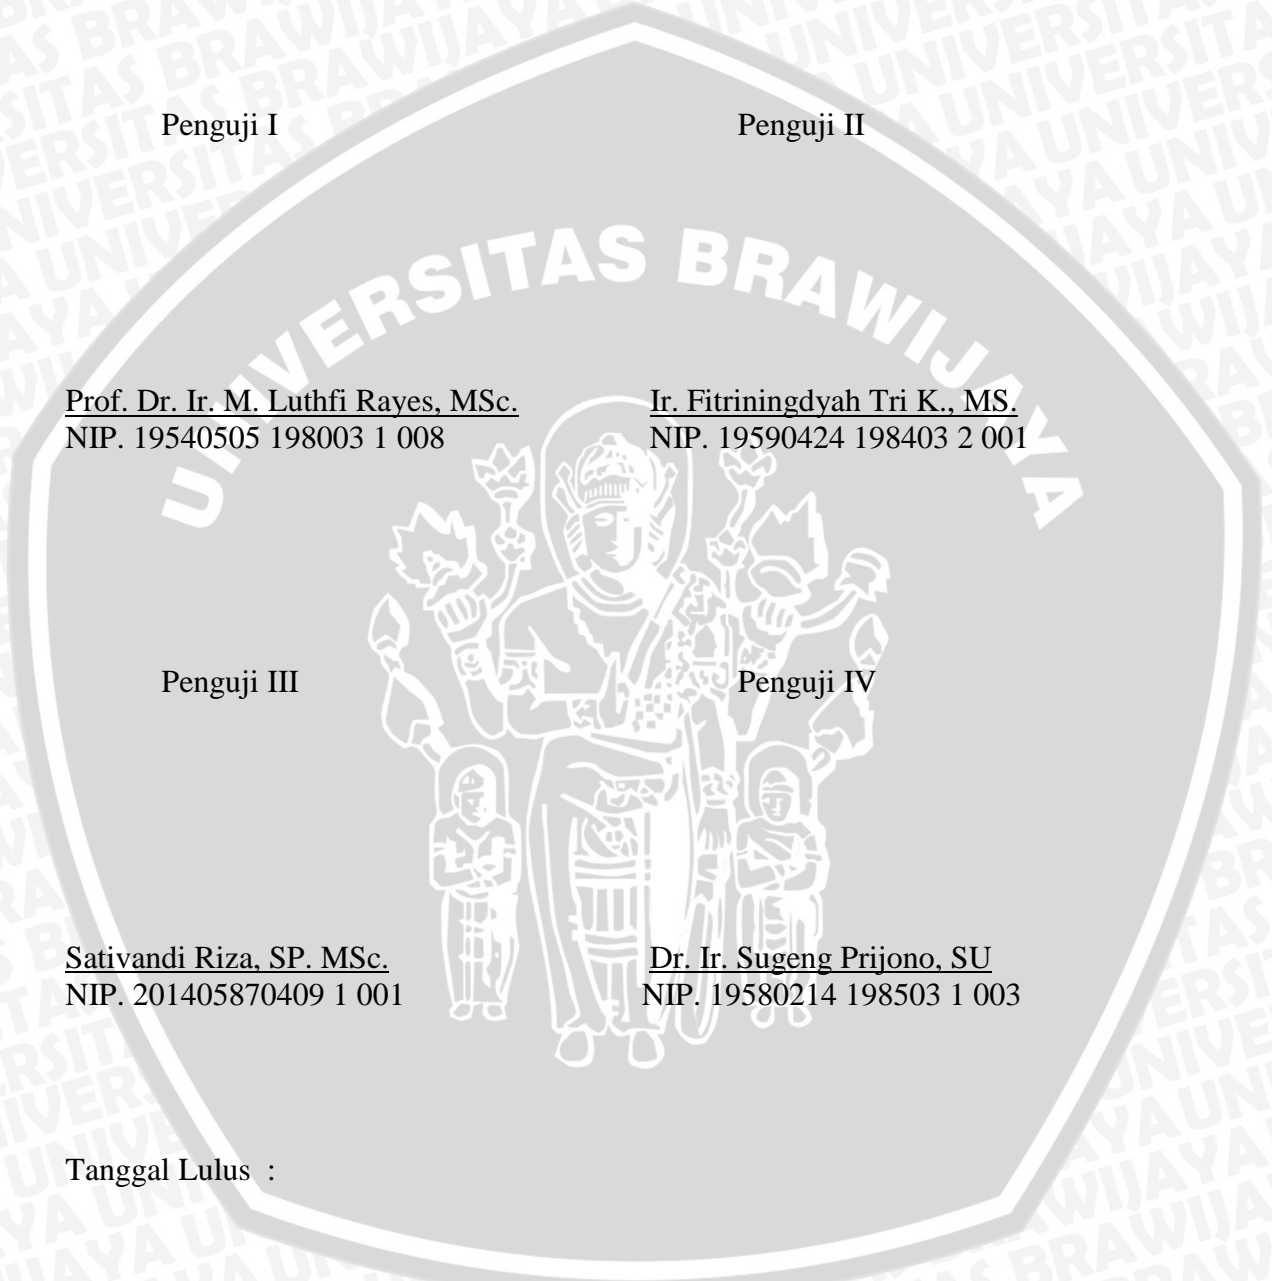 Penguji I Penguji II
UNIVERSITAS BRAWIJAYA
Prof. Dr. Ir. M. Luthfi Rayes, MSc. Ir. Fitriningdyah Tri K., MS.
NIP. 19540505 198003 1 008 NIP. 19590424 198403 2 001
Penguji III Penguji IV
Sativandi Riza, SP. MSc. Dr. Ir. Sugeng Prijono, SU
NIP. 201405870409 1 001 NIP. 19580214 198503 1 003
Tanggal Lulus :